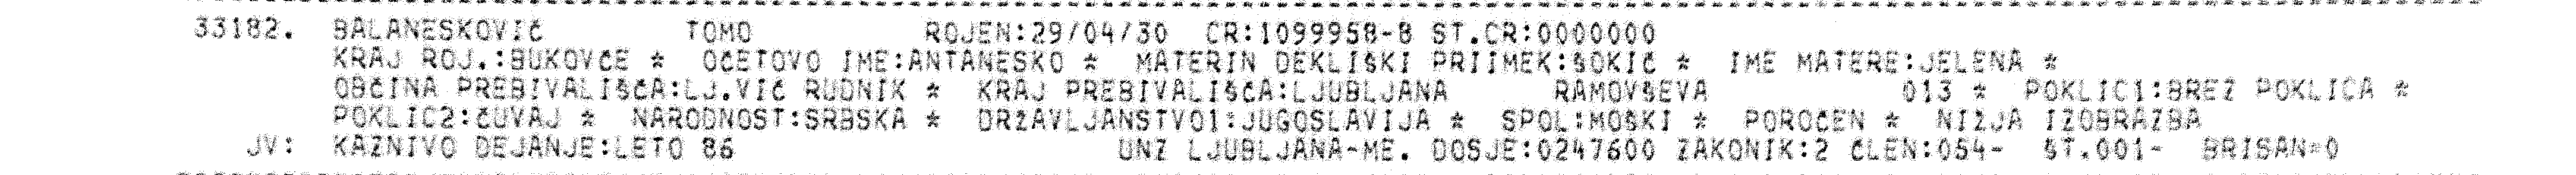 33182. BALANESKOVIČ TOMO ROJEN:29/04/30 CR:1099958-8 ST.CR:0000000
KRAJ ROJ.:BUKOVČE * OČETOVO IME:ANTANESKO * MATERIN DEKLIŠKI PRIIMEK:ŠOKIČ * IME MATERE:JELENA *
OBČINA PREBIVALIŠČA:LJ.VIČ RUDNIK * KRAJ PREBIVALIŠČA:LJUBLJANA RAMOVŠEVA 013 * POKLIC1:BREZ POKLICA *
POKLIC2:ČUVAJ * NARODNOST:SRBSKA * DRŽAVLJANSTVO1:JUGOSLAVIJA * SPOL:MOŠKI * POROČEN * NIŽJA IZOBRAZBA
JV: KAZNIVO DEJANJE:LETO 86 UNZ LJUBLJANA-ME. DOSJE:0247600 ZAKONIK:2 ČLEN:054- ŠT.001- BRISAN=0